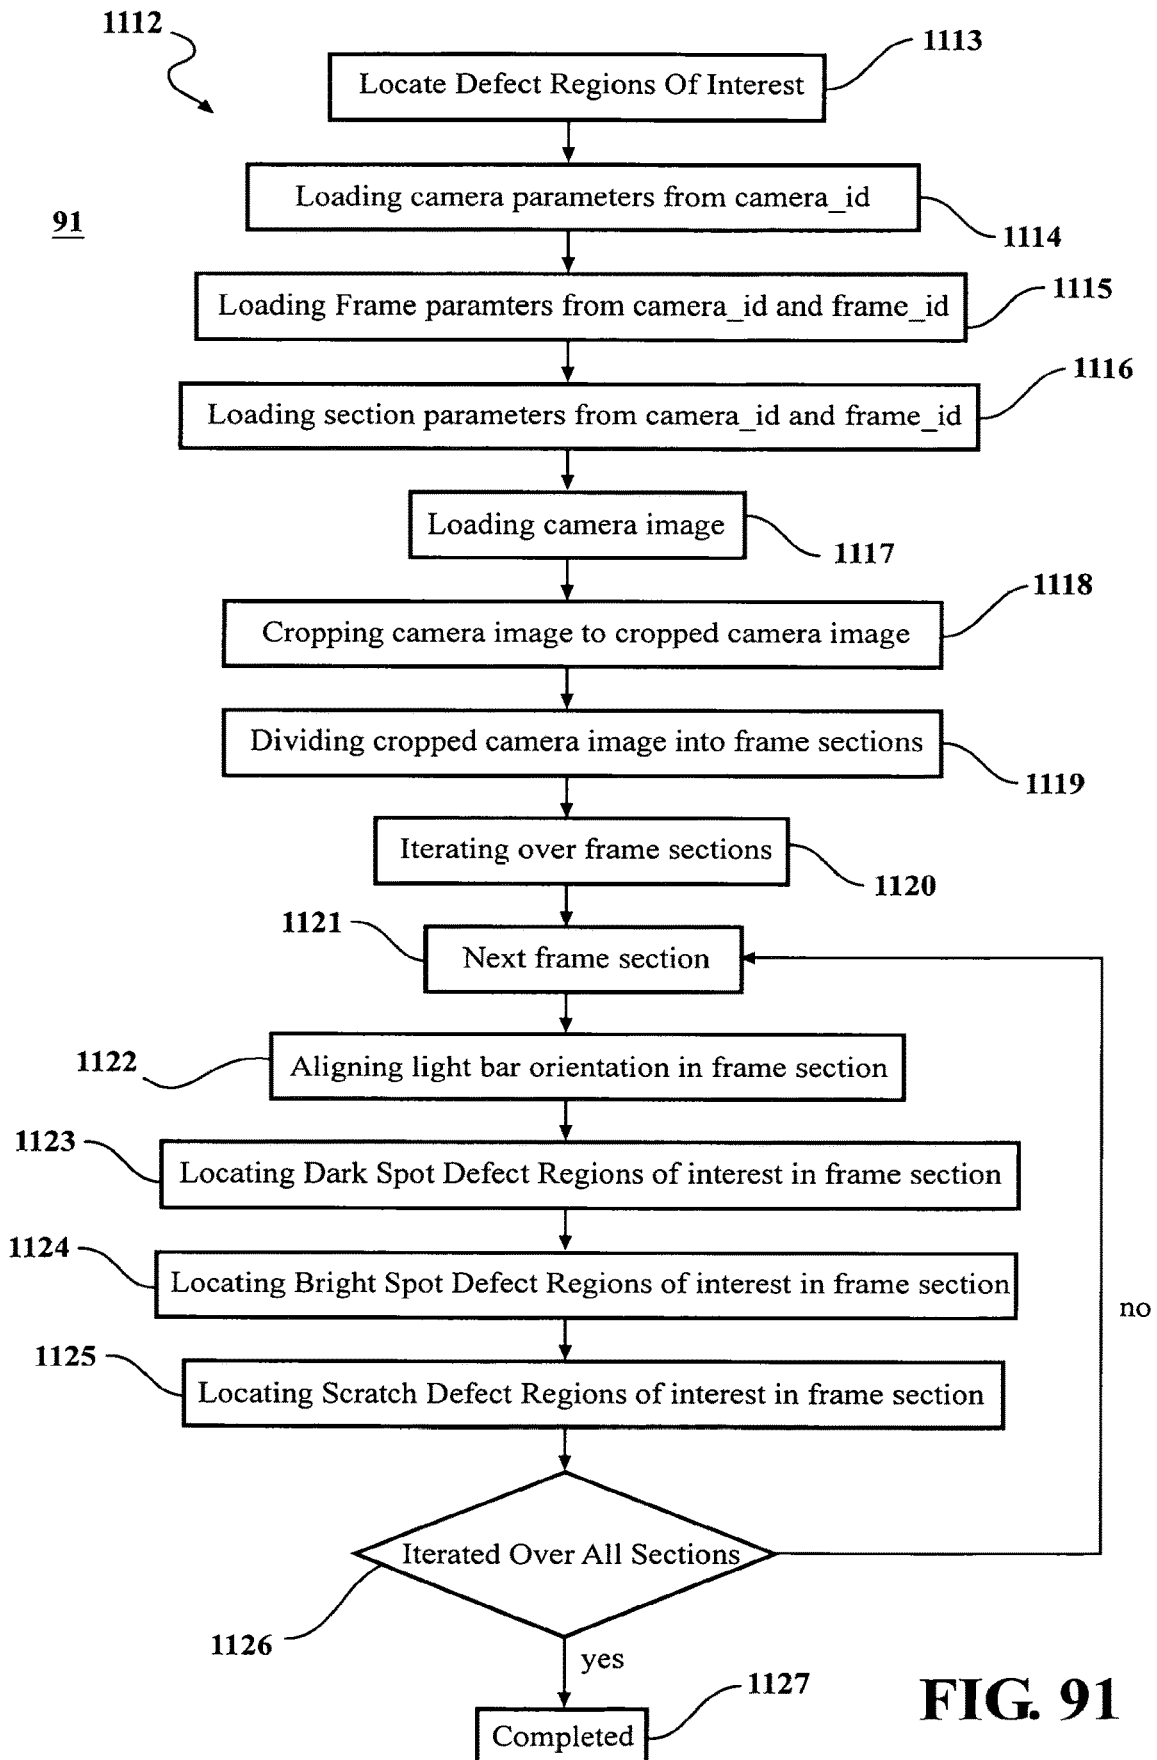 1112
1113
Locate Defect Regions Of Interest
91
Loading camera parameters from camera_id
1114
1115
Loading Frame paramters from camera_id and frame_id
1116
Loading section parameters from camera_id and frame_id
Loading camera image
1117
1118
Cropping camera image to cropped camera image
Dividing cropped camera image into frame sections
1119
Iterating over frame sections
1120
1121
Next frame section
1122
Aligning light bar orientation in frame section
1123
Locating Dark Spot Defect Regions of interest in frame section
1124
Locating Bright Spot Defect Regions of interest in frame section
no
1125
Locating Scratch Defect Regions of interest in frame section
Iterated Over All Sections
1126
yes
1127
Completed
FIG. 91